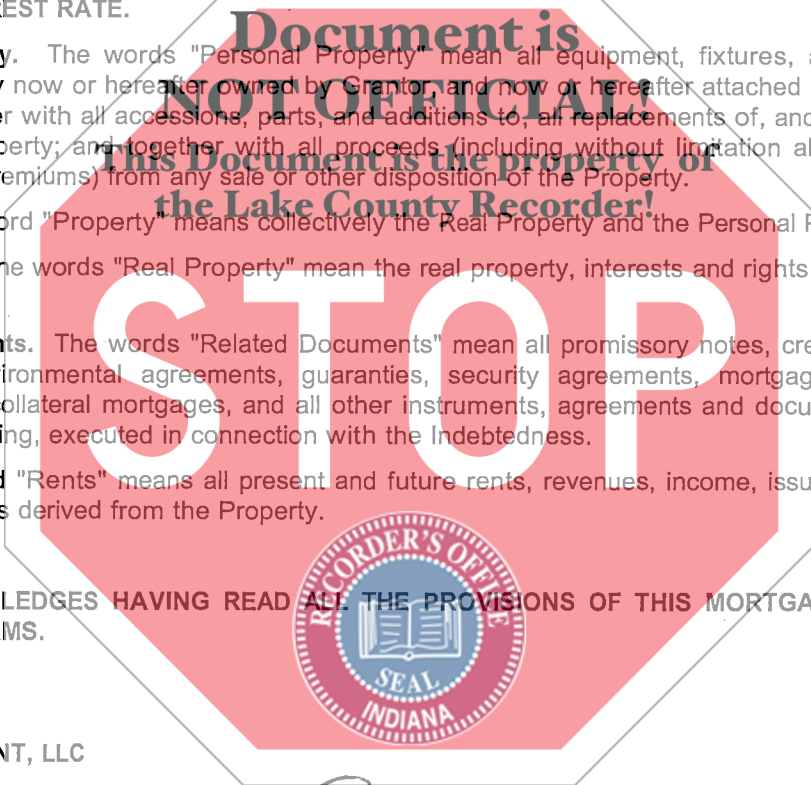 EST RATE.
Document is
y. The words "Personal Property" mean all equipment, fixtures,
now or hereafter owned by Grantor, and now or hereafter attached
NOT OFFICIAL!
r with all accessions, parts, and additions to, all replacements of, and
perty; and together with all proceeds (including without limitation al
This Document is the property of
emiums) from any sale or other disposition of the Property.
the Lake County Recorder!
ord "Property" means collectively the Real Property and the Personal P
he words "Real Property" mean the real property, interests and rights
STOP
nts. The words "Related Documents" mean all promissory notes, cre
ironmental agreements, guaranties, security agreements, mortgag
ollateral mortgages, and all other instruments, agreements and docu
ing, executed in connection with the Indebtedness.
d "Rents" means all present and future rents, revenues, income, issu
s derived from the Property.
RECORDER'S OFFICE
LEDGES HAVING READ ALL THE PROVISIONS OF THIS MORTGA
MS.
SEAL
INDIANA
NT, LLC